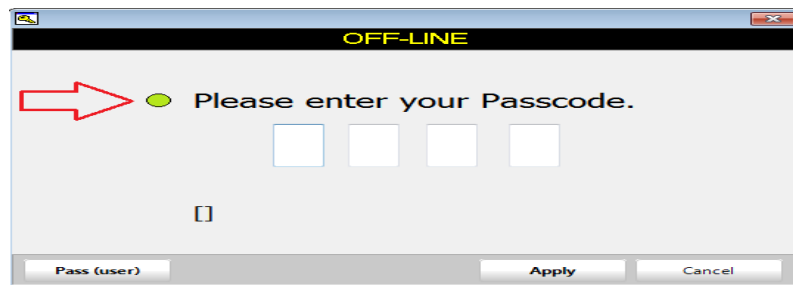 OFF-LINE
Please enter your Passcode.
[]
Pass (user) Apply Cancel